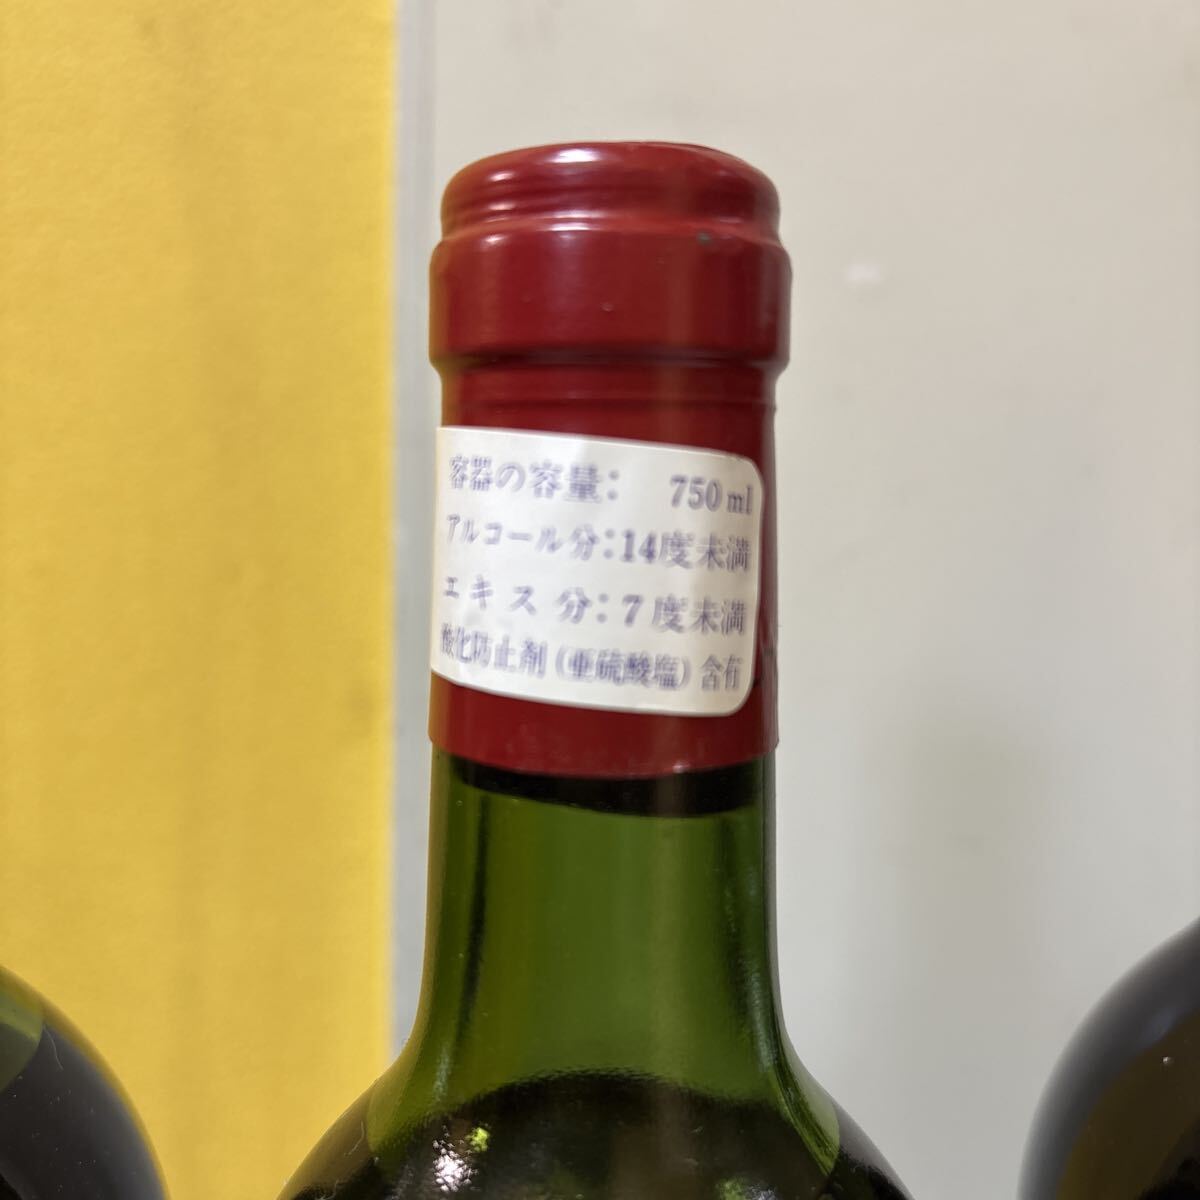 容器の容量: 750ml
アルコール分:14度未満
エキス分:7度未満
酸化防止剤(亜硫酸塩)含有